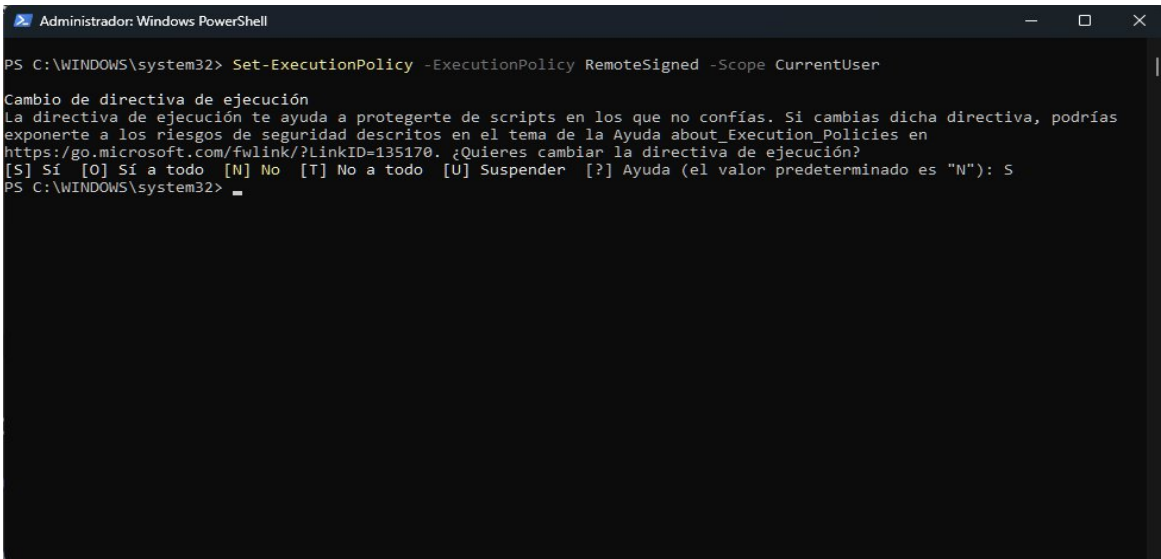 Administrador: Windows PowerShell
PS C:\WINDOWS\system32> Set-ExecutionPolicy -ExecutionPolicy RemoteSigned -Scope CurrentUser
Cambio de directiva de ejecución
La directiva de ejecución te ayuda a protegerte de scripts en los que no confías. Si cambias dicha directiva, podrías
exponerte a los riesgos de seguridad descritos en el tema de la Ayuda about_Execution_Policies en
https:/go.microsoft.com/fwlink/?LinkID=135170. ¿Quieres cambiar la directiva de ejecución?
[S] Sí  [O] Sí a todo  [N] No  [T] No a todo  [U] Suspender  [?] Ayuda (el valor predeterminado es "N"): S
PS C:\WINDOWS\system32>